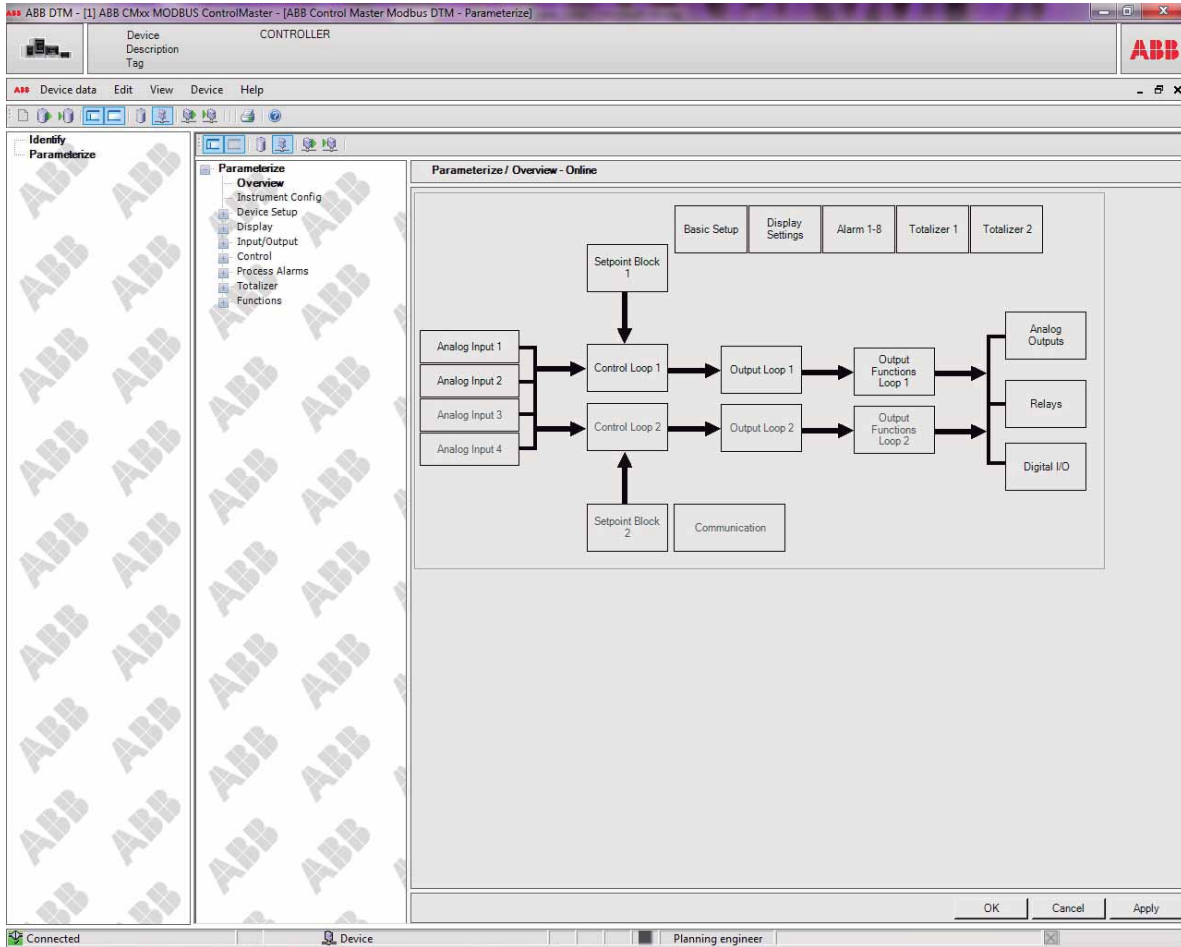 ABB DTM - [1] ABB CMxx MODBUS ControlMaster - [ABB Control Master Modbus DTM - Parameterize]
Device CONTROLLER
Description
Tag
ABB
ABB Device data Edit View Device Help
Identify
Parameterize
Parameterize
Overview
Instrument Config
Device Setup
Display
Input/Output
Control
Process Alarms
Totalizer
Functions
Parameterize / Overview - Online
Basic Setup
Display
Settings
Alarm 1-8
Totalizer 1
Totalizer 2
Setpoint Block
1
Analog Input 1
Analog Input 2
Analog Input 3
Analog Input 4
Control Loop 1
Output Loop 1
Output
Functions
Loop 1
Control Loop 2
Output Loop 2
Output
Functions
Loop 2
Analog
Outputs
Relays
Digital I/O
Setpoint Block
2
Communication
OK Cancel Apply
Connected Device Planning engineer